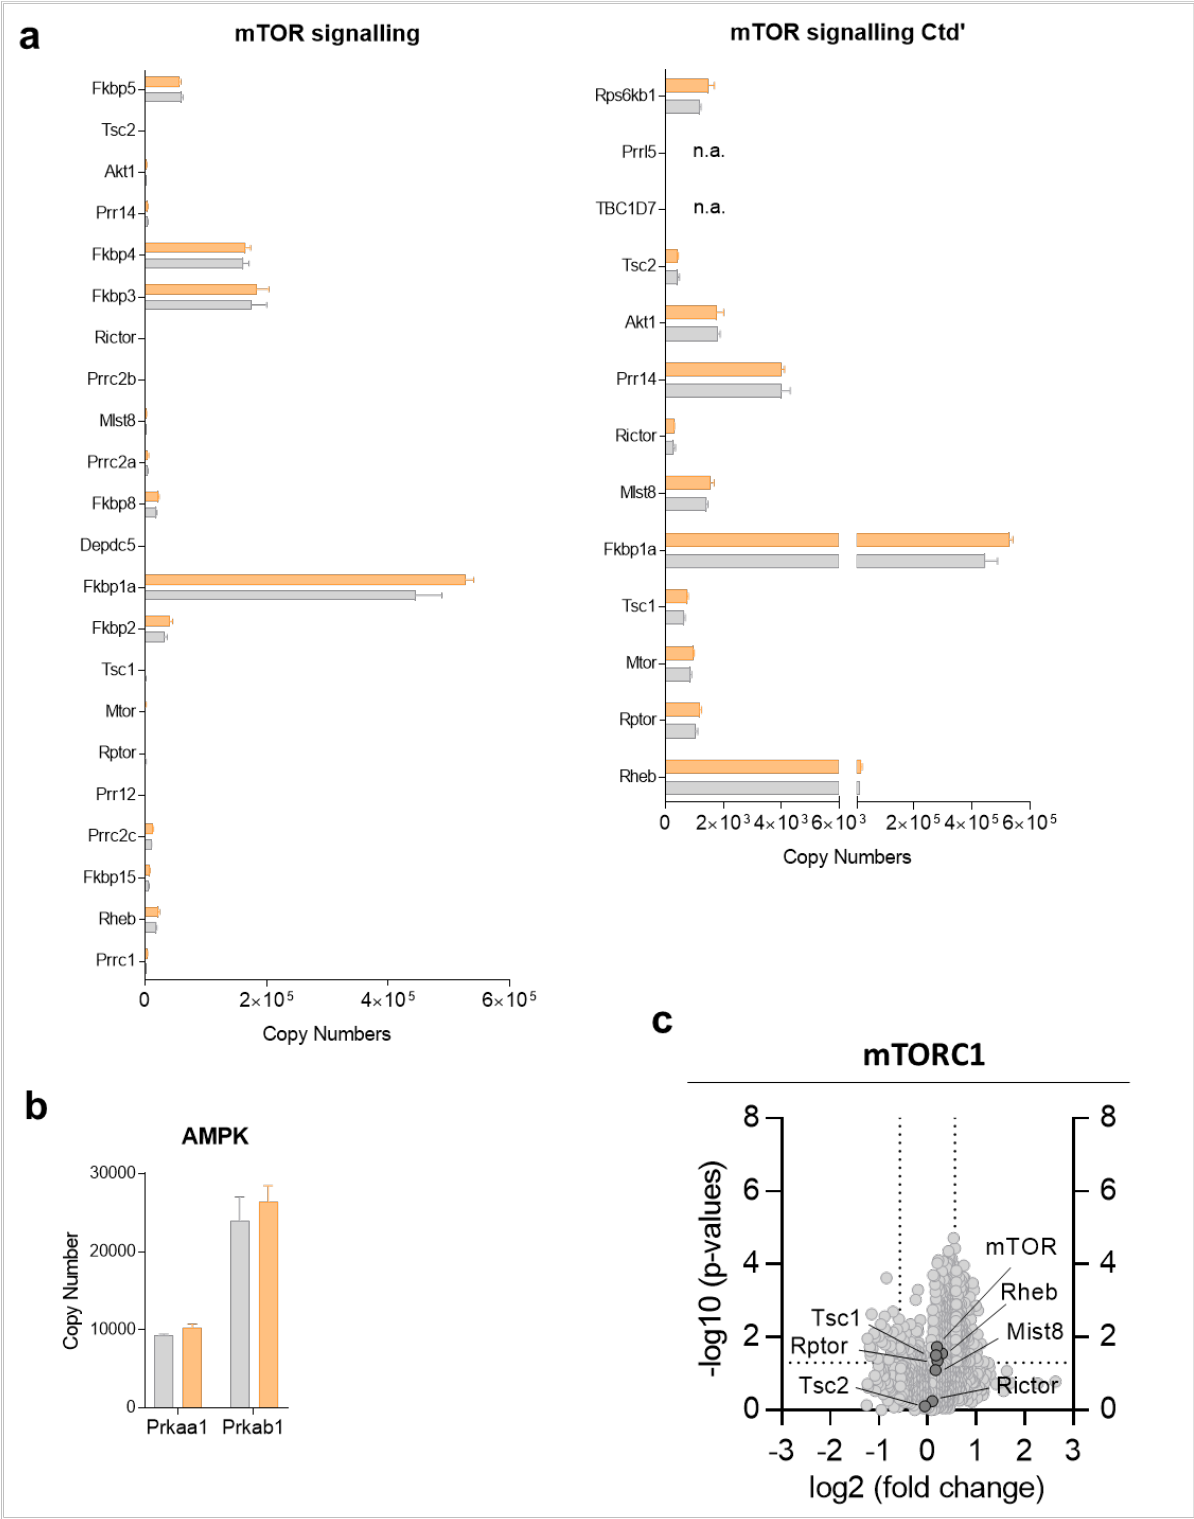 a
mTOR signalling
Fkbp5
Tsc2
Akt1
Prr14
Fkbp4
Fkbp3
Rictor
Prrc2b
Mlst8
Prrc2a
Fkbp8
Depdc5
Fkbp1a
Fkbp2
Tsc1
Mtor
Rptor
Prr12
Prrc2c
Fkbp15
Rheb
Prrc1
0 2×10⁵ 4×10⁵ 6×10⁵
Copy Numbers
mTOR signalling Ctd'
Rps6kb1
Prrl5 n.a.
TBC1D7 n.a.
Tsc2
Akt1
Prr14
Rictor
Mlst8
Fkbp1a
Tsc1
Mtor
Rptor
Rheb
0 2×10³ 4×10³ 6×10³ 2×10⁵ 4×10⁵ 6×10⁵
Copy Numbers
b
AMPK
Copy Number
30000
20000
10000
0
Prkaa1 Prkab1
c
mTORC1
-log10 (p-values)
8 8
6 6
4 4
2 2
0 0
mTOR
Rheb
Tsc1
Mist8
Rptor
Tsc2
Rictor
-3 -2 -1 0 1 2 3
log2 (fold change)